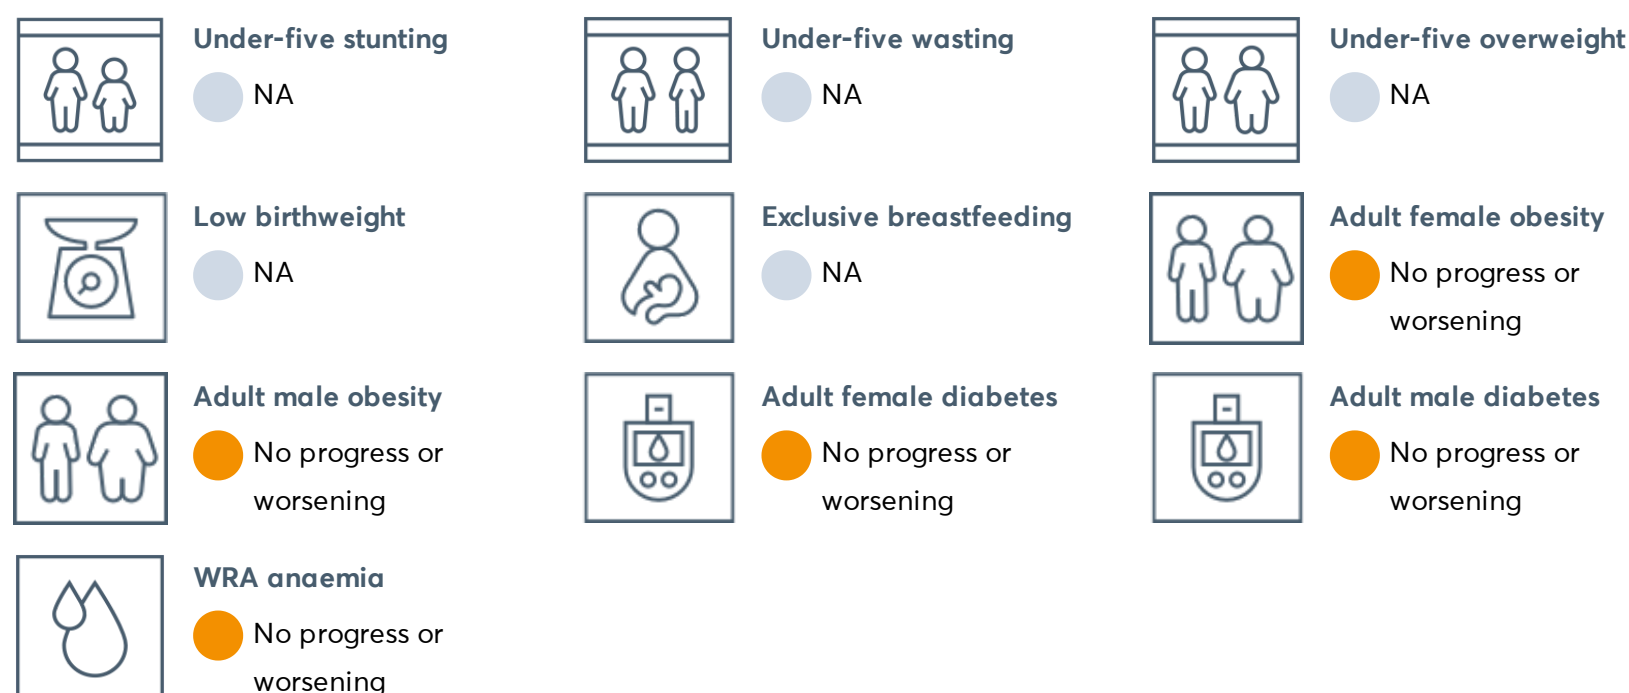 Under-five stunting
NA
Under-five wasting
NA
Under-five overweight
NA
Low birthweight
NA
Exclusive breastfeeding
NA
Adult female obesity
No progress or
worsening
Adult male obesity
No progress or
worsening
Adult female diabetes
No progress or
worsening
Adult male diabetes
No progress or
worsening
WRA anaemia
No progress or
worsening